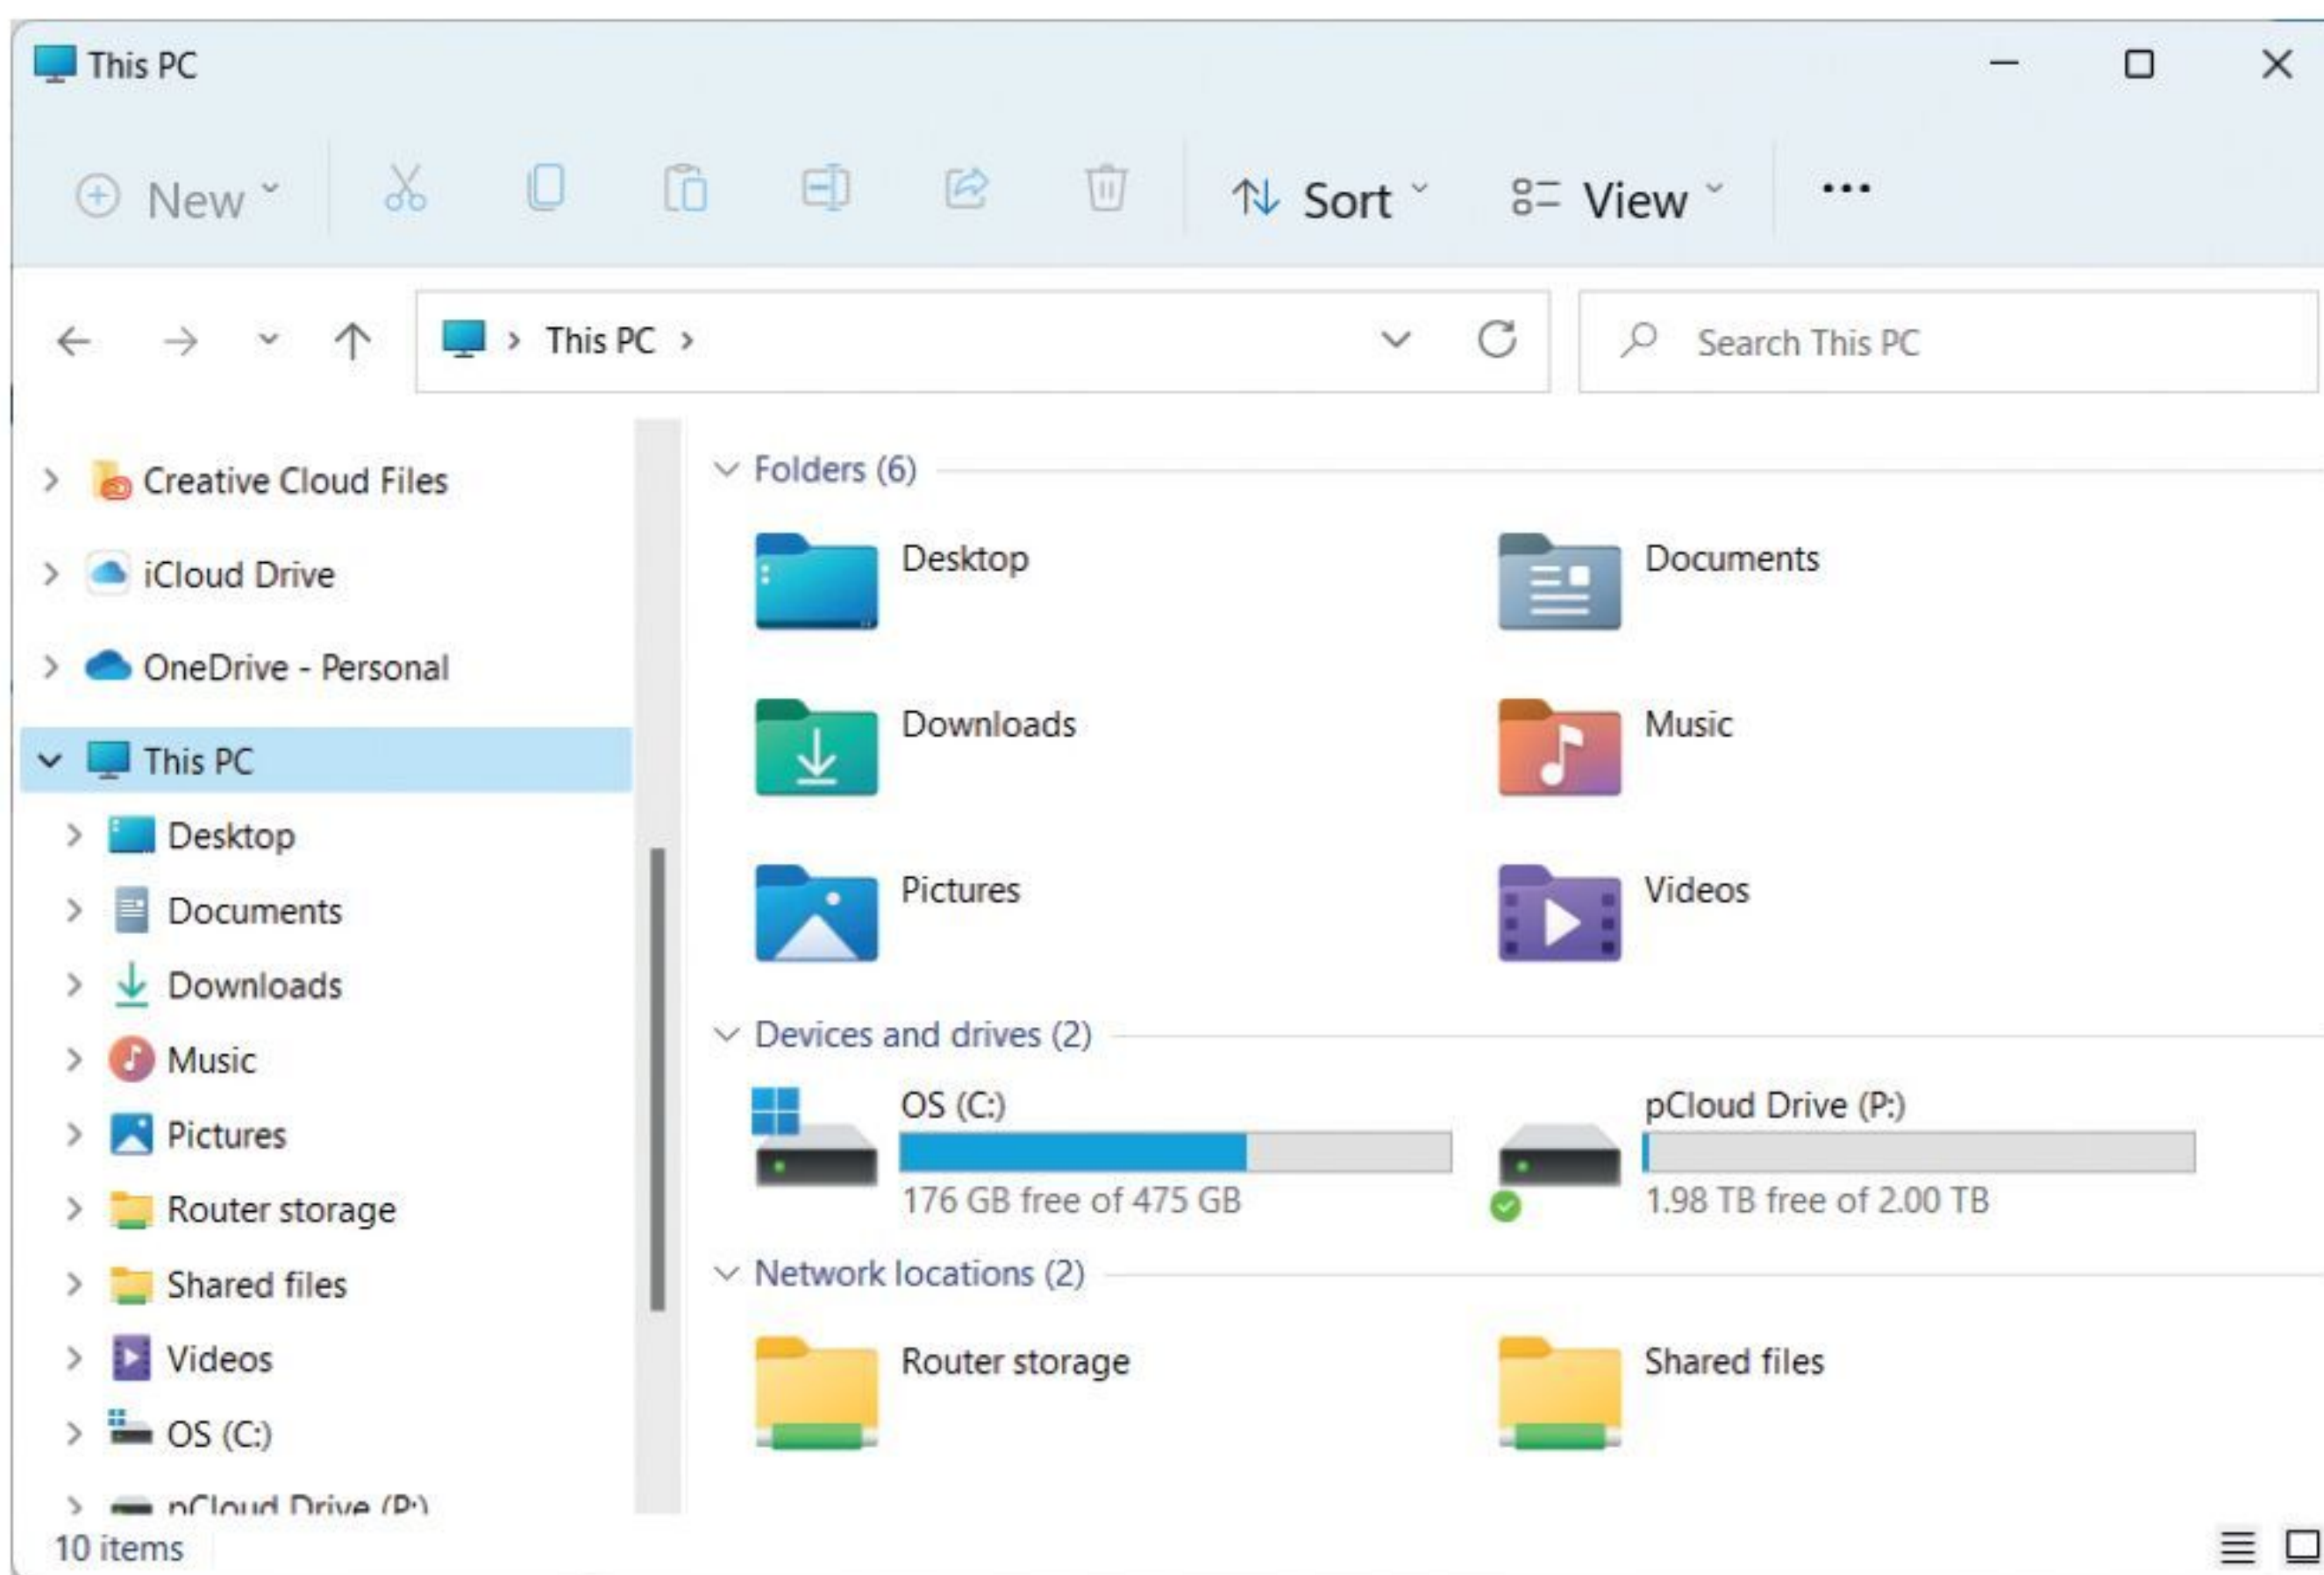 This PC
New
Sort
View
This PC
Search This PC
Creative Cloud Files
iCloud Drive
OneDrive - Personal
This PC
Desktop
Documents
Downloads
Music
Pictures
Router storage
Shared files
Videos
OS (C:)
pCloud Drive (P:)
Folders (6)
Desktop
Documents
Downloads
Music
Pictures
Videos
Devices and drives (2)
OS (C:)
176 GB free of 475 GB
pCloud Drive (P:)
1.98 TB free of 2.00 TB
Network locations (2)
Router storage
Shared files
10 items